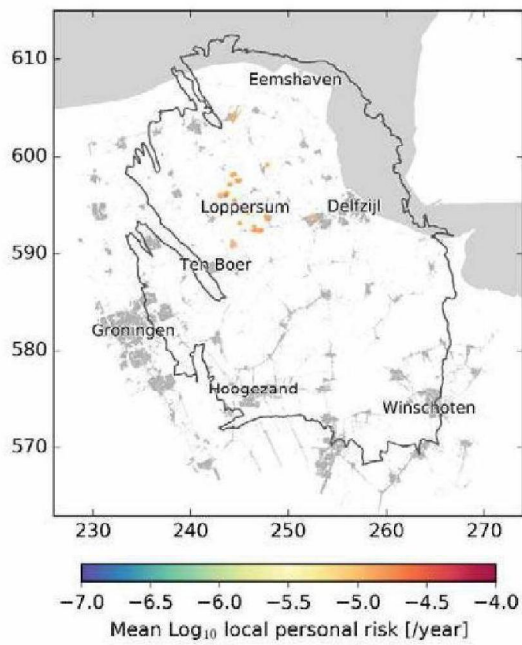 610
Eemshaven
600
Loppersum
Delfzijl
590
Ten Boer
Groningen
580
Hoogezand
Winschoten
570
230 240 250 260 270
−7.0 −6.5 −6.0 −5.5 −5.0 −4.5 −4.0
Mean Log₁₀ local personal risk [/year]